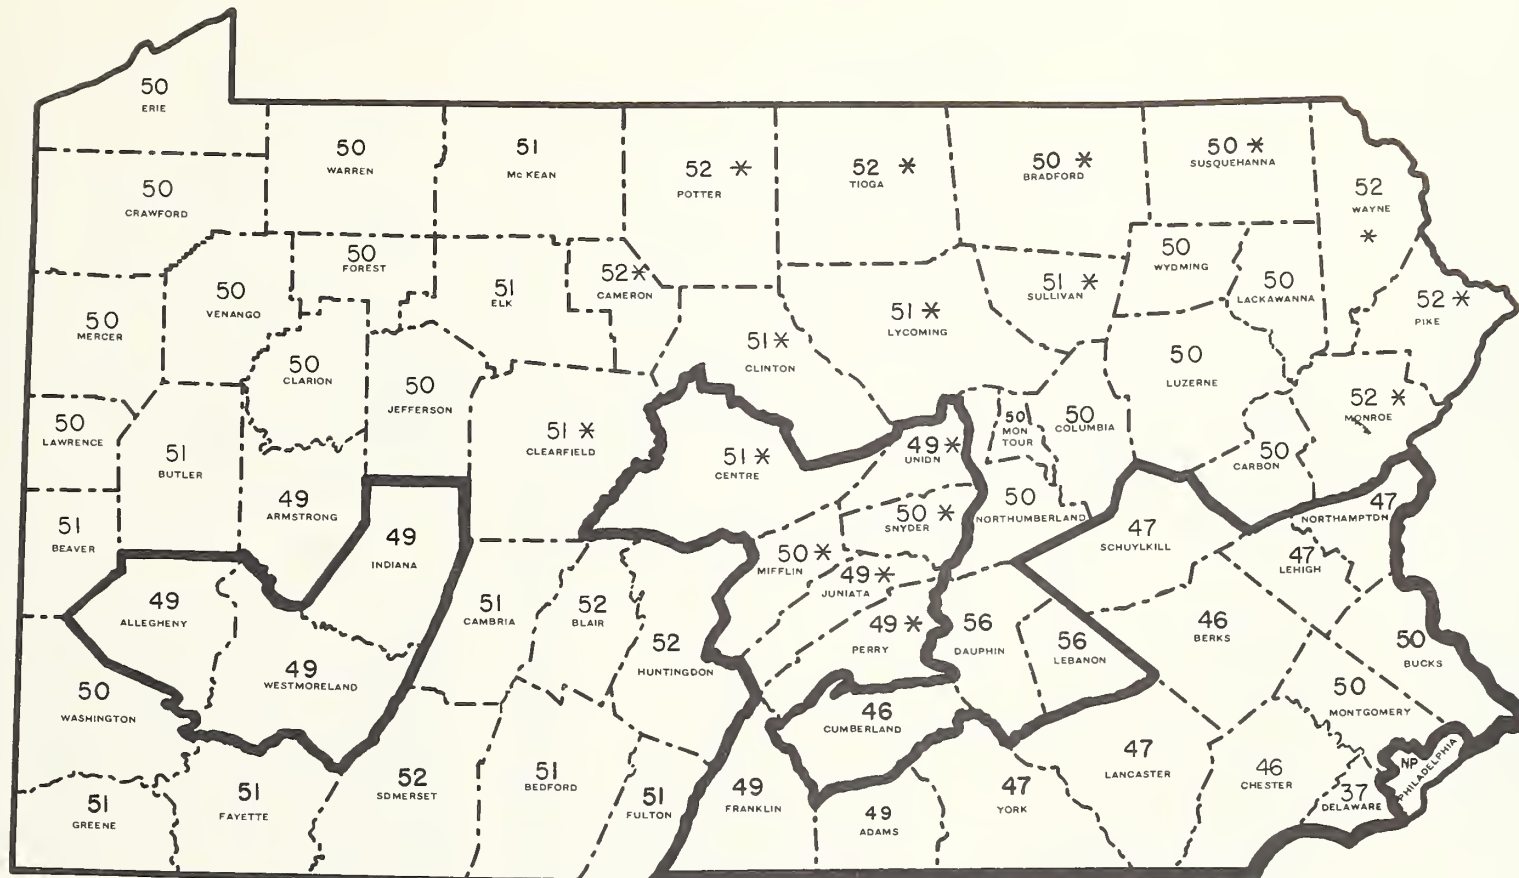 50
ERIE
50
WARREN
51
Mc KEAN
52 *
POTTER
52 *
TIOGA
50 *
BRADFORD
50 *
SUSQUEHANNA
52
WAYNE
*
50
CRAWFORD
50
MERCER
50
VENANGO
50
FOREST
51
ELK
52 *
CAMERON
51 *
CLINTON
51 *
LYCOMING
51 *
SULLIVAN
50
WYDMING
50
LACKAWANNA
52 *
PIKE
50
LAWRENCE
51
BUTLER
50
CLARION
50
JEFFERSON
51 *
CLEARFIELD
51 *
CENTRE
49 *
UNIDN
50
MON
TOUR
50
COLUMBIA
50
LUZERNE
52 *
MONROE
50
CARBON
51
BEAVER
49
ARMSTRONG
49
INDIANA
50 *
SNYDER
50
NORTHUMBERLAND
47
SCHUYLKILL
47
NORTHAMPTDN
47
LEHIGH
49
ALLEGHENY
49
WESTMORELAND
51
CAMBRIA
52
BLAIR
52
HUNTINGDON
50 *
MIFFLIN
49 *
JUNIATA
49 *
PERRY
56
DAUPHIN
56
LEBANON
46
BERKS
50
BUCKS
50
WASHINGTON
46
CUMBERLAND
47
LANCASTER
50
MONTGOMERY
51
GREENE
51
FAYETTE
52
SDMERSET
51
BEDFORD
51
FULTON
49
FRANKLIN
49
ADAMS
47
YORK
46
CHESTER
37
DELAWARE
NP
PHILADELPHIA